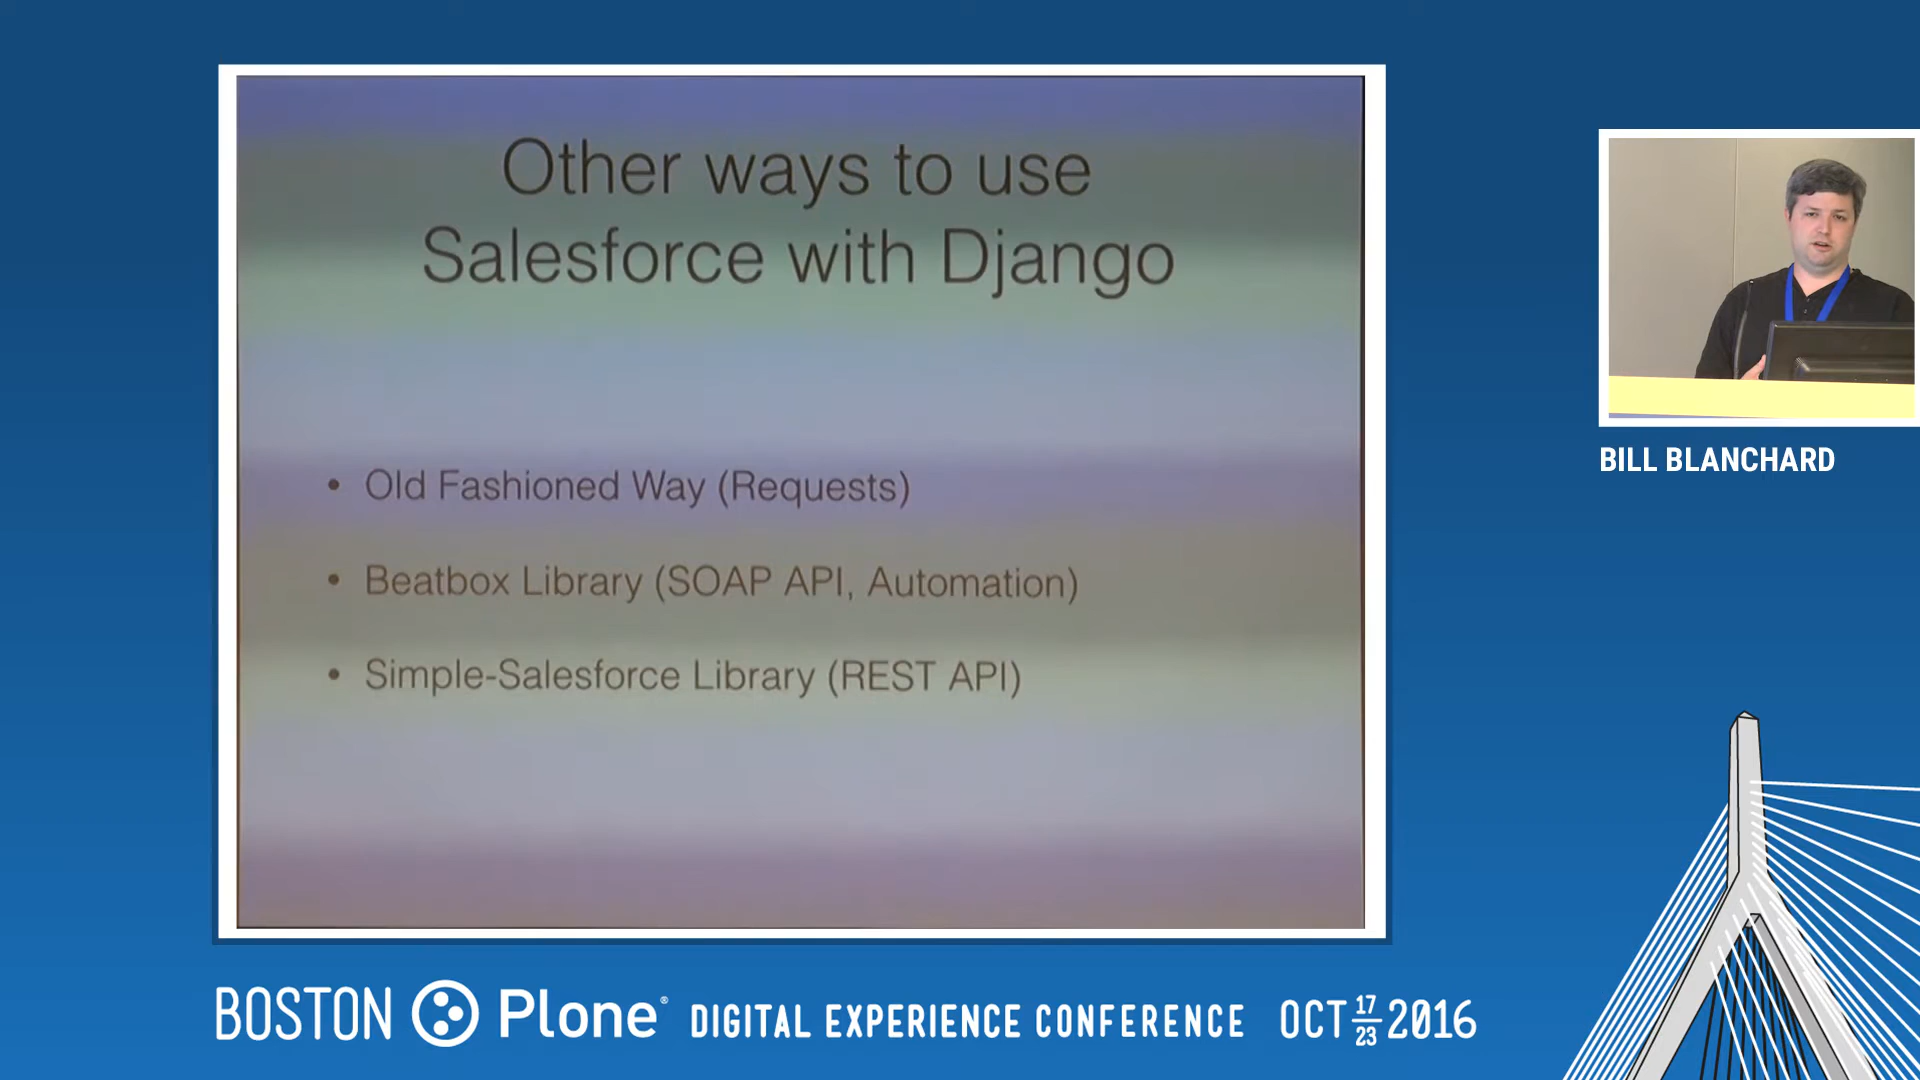 Other ways to use
Salesforce with Django
• Old Fashioned Way (Requests)
• Beatbox Library (SOAP API, Automation)
• Simple-Salesforce Library (REST API)
BILL BLANCHARD
BOSTON Plone® DIGITAL EXPERIENCE CONFERENCE OCT 17 23 2016